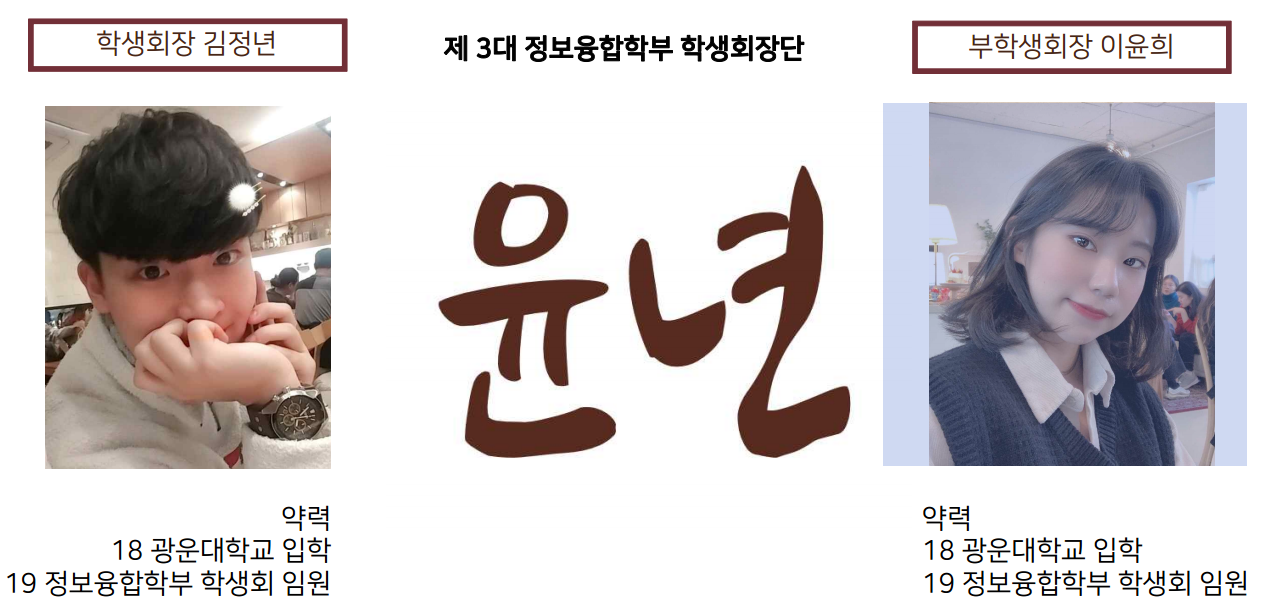 학생회장 김정년
제 3대 정보융합학부 학생회장단
부학생회장 이윤희
윤년
약력
18 광운대학교 입학
19 정보융합학부 학생회 임원
약력
18 광운대학교 입학
19 정보융합학부 학생회 임원